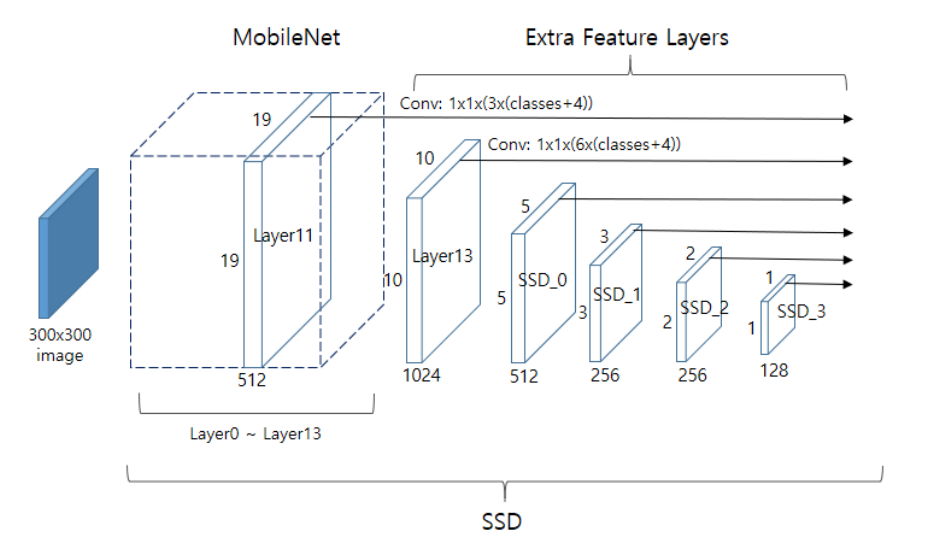 MobileNet
Extra Feature Layers
Conv: 1x1x(3x(classes+4))
19
Conv: 1x1x(6x(classes+4))
10
5
3
2
1
Layer11
19
Layer13
10
SSD_0
5
SSD_1
3
SSD_2
2
SSD_3
1
300x300
image
512
1024
512
256
256
128
Layer0 ~ Layer13
SSD